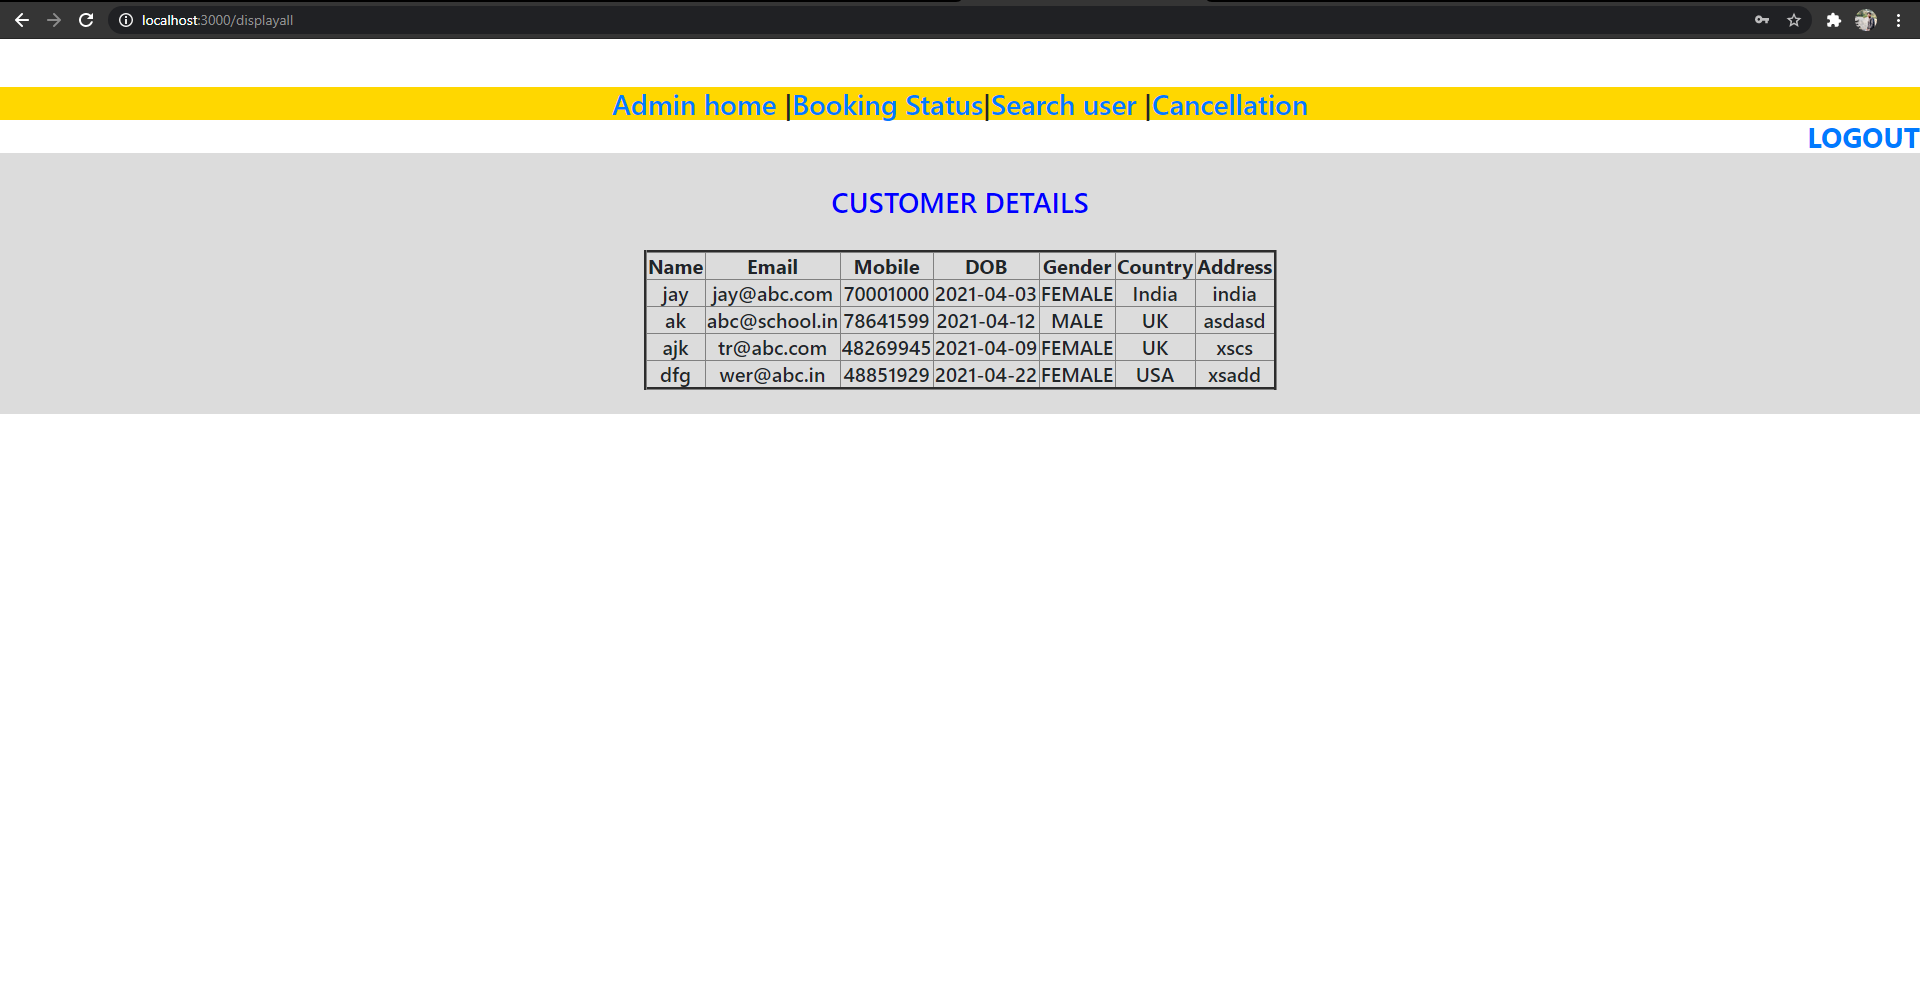 localhost:3000/displayall
Admin home |Booking Status|Search user |Cancellation
LOGOUT
CUSTOMER DETAILS
Name Email Mobile DOB Gender Country Address
jay jay@abc.com 70001000 2021-04-03 FEMALE India india
ak abc@school.in 78641599 2021-04-12 MALE UK asdasd
ajk tr@abc.com 48269945 2021-04-09 FEMALE UK xscs
dfg wer@abc.in 48851929 2021-04-22 FEMALE USA xsadd